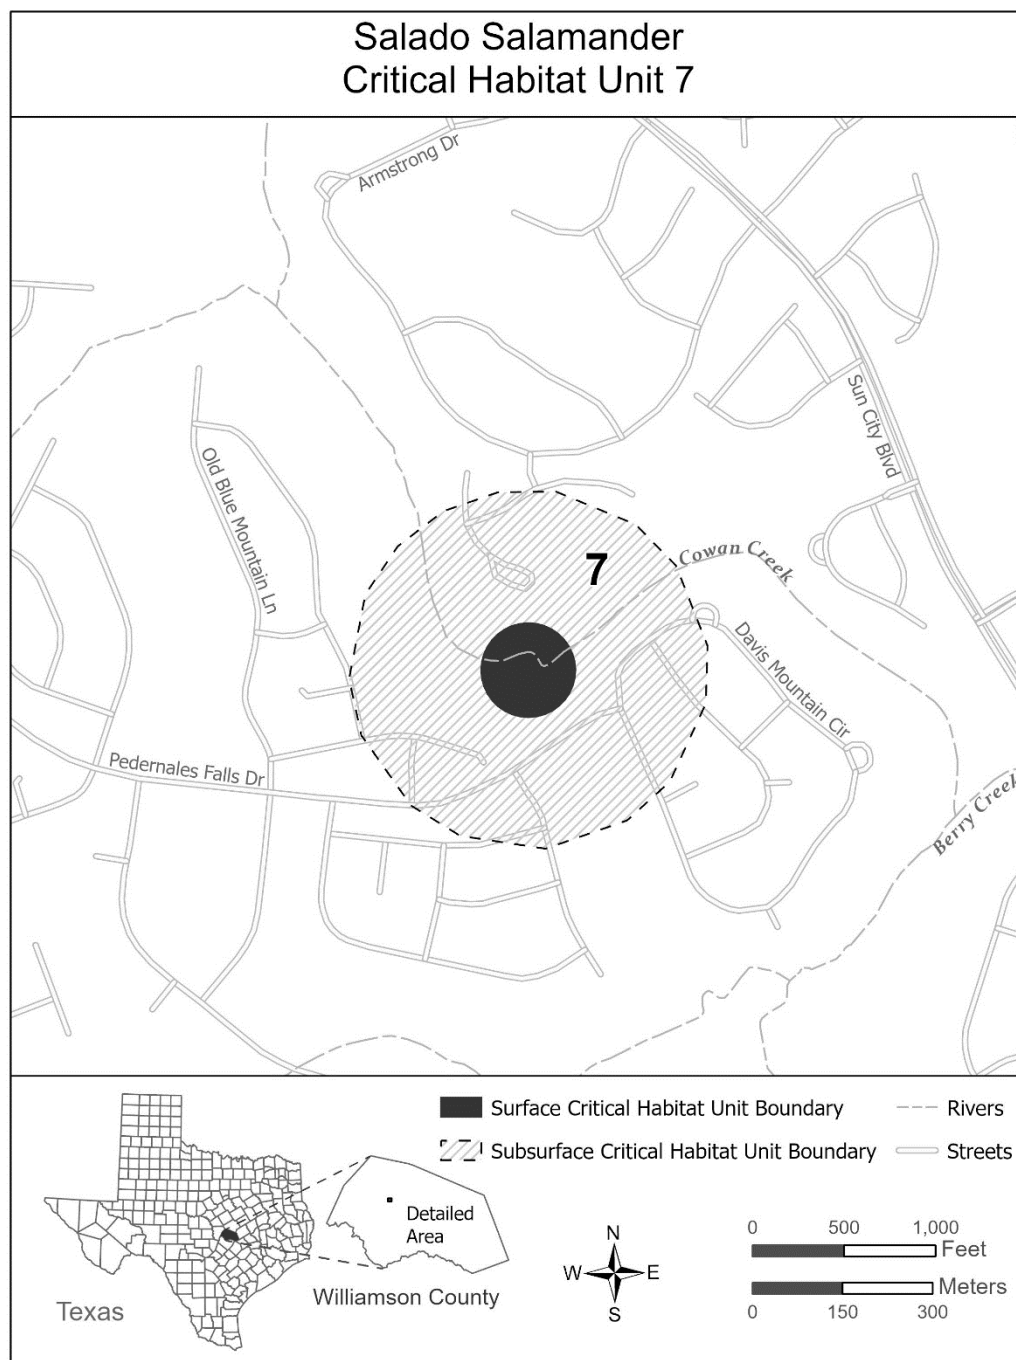 Salado Salamander
Critical Habitat Unit 7
Armstrong Dr
Sun City Blvd
Old Blue Mountain Ln
7
Cowan Creek
Davis Mountain Cir
Pedernales Falls Dr
Berry Creek
Surface Critical Habitat Unit Boundary
Rivers
Subsurface Critical Habitat Unit Boundary
Streets
Detailed
Area
Texas
Williamson County
N
W E
S
0 500 1,000
Feet
Meters
0 150 300